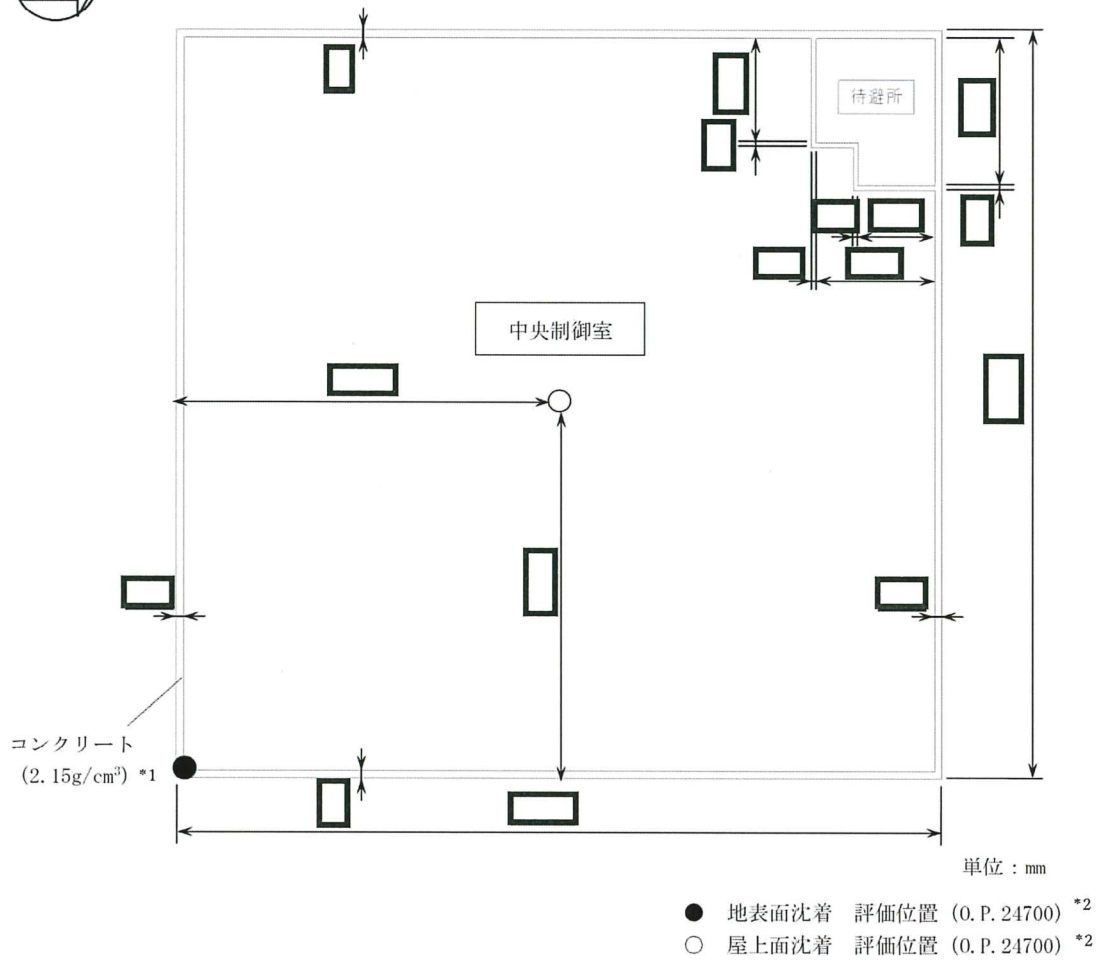 待避所
中央制御室
コンクリート
(2.15g/cm³) *1
単位：mm
● 地表面沈着 評価位置 (O.P.24700) *2
○ 屋上面沈着 評価位置 (O.P.24700) *2